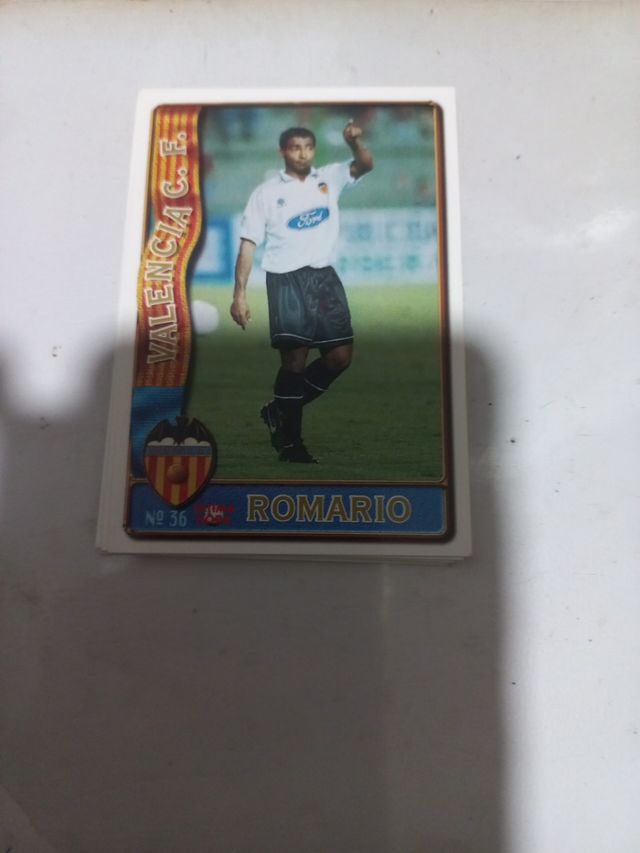 VALENCIA C. F.
Ford
Nº 36
ROMARIO